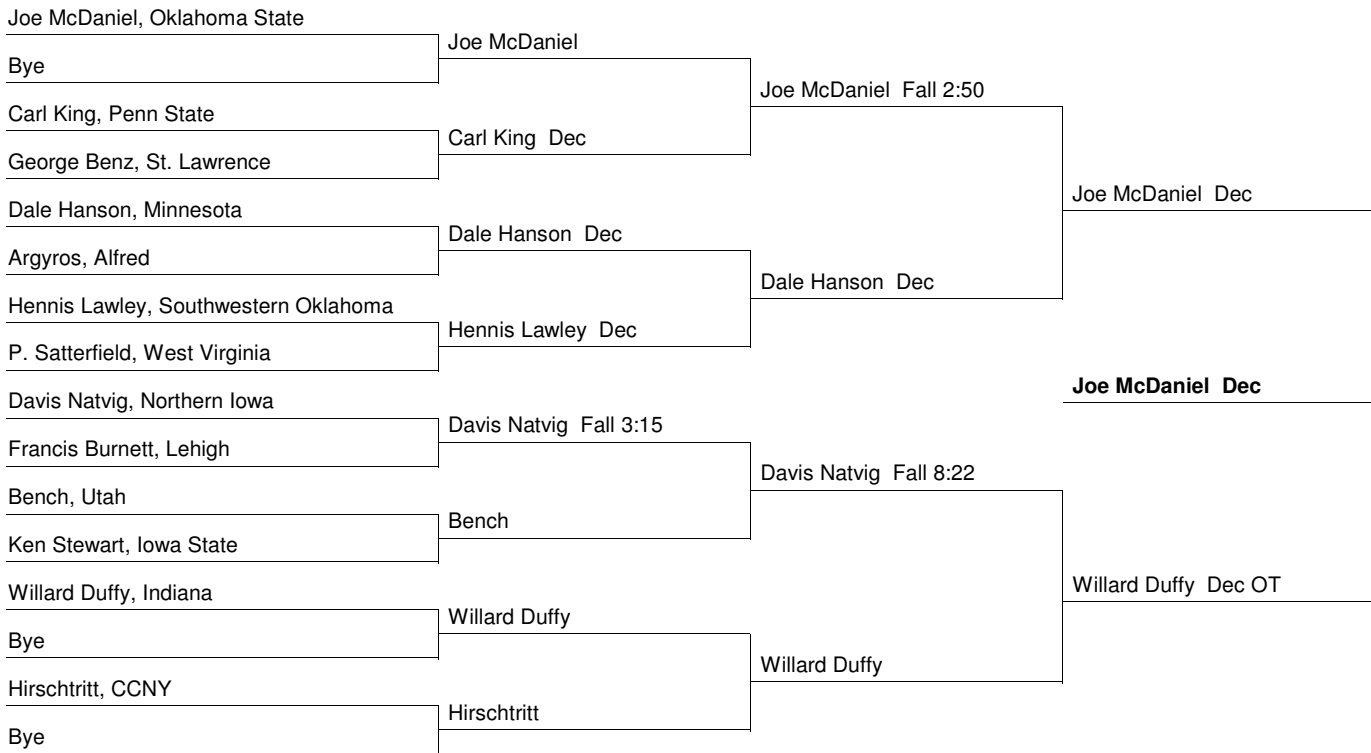 Joe McDaniel, Oklahoma State
Joe McDaniel
Bye
Joe McDaniel  Fall 2:50
Carl King, Penn State
Carl King  Dec
George Benz, St. Lawrence
Joe McDaniel  Dec
Dale Hanson, Minnesota
Dale Hanson  Dec
Argyros, Alfred
Dale Hanson  Dec
Hennis Lawley, Southwestern Oklahoma
Hennis Lawley  Dec
P. Satterfield, West Virginia
Joe McDaniel  Dec
Davis Natvig, Northern Iowa
Davis Natvig  Fall 3:15
Francis Burnett, Lehigh
Davis Natvig  Fall 8:22
Bench, Utah
Bench
Ken Stewart, Iowa State
Willard Duffy  Dec OT
Willard Duffy, Indiana
Willard Duffy
Bye
Willard Duffy
Hirschtritt, CCNY
Hirschtritt
Bye